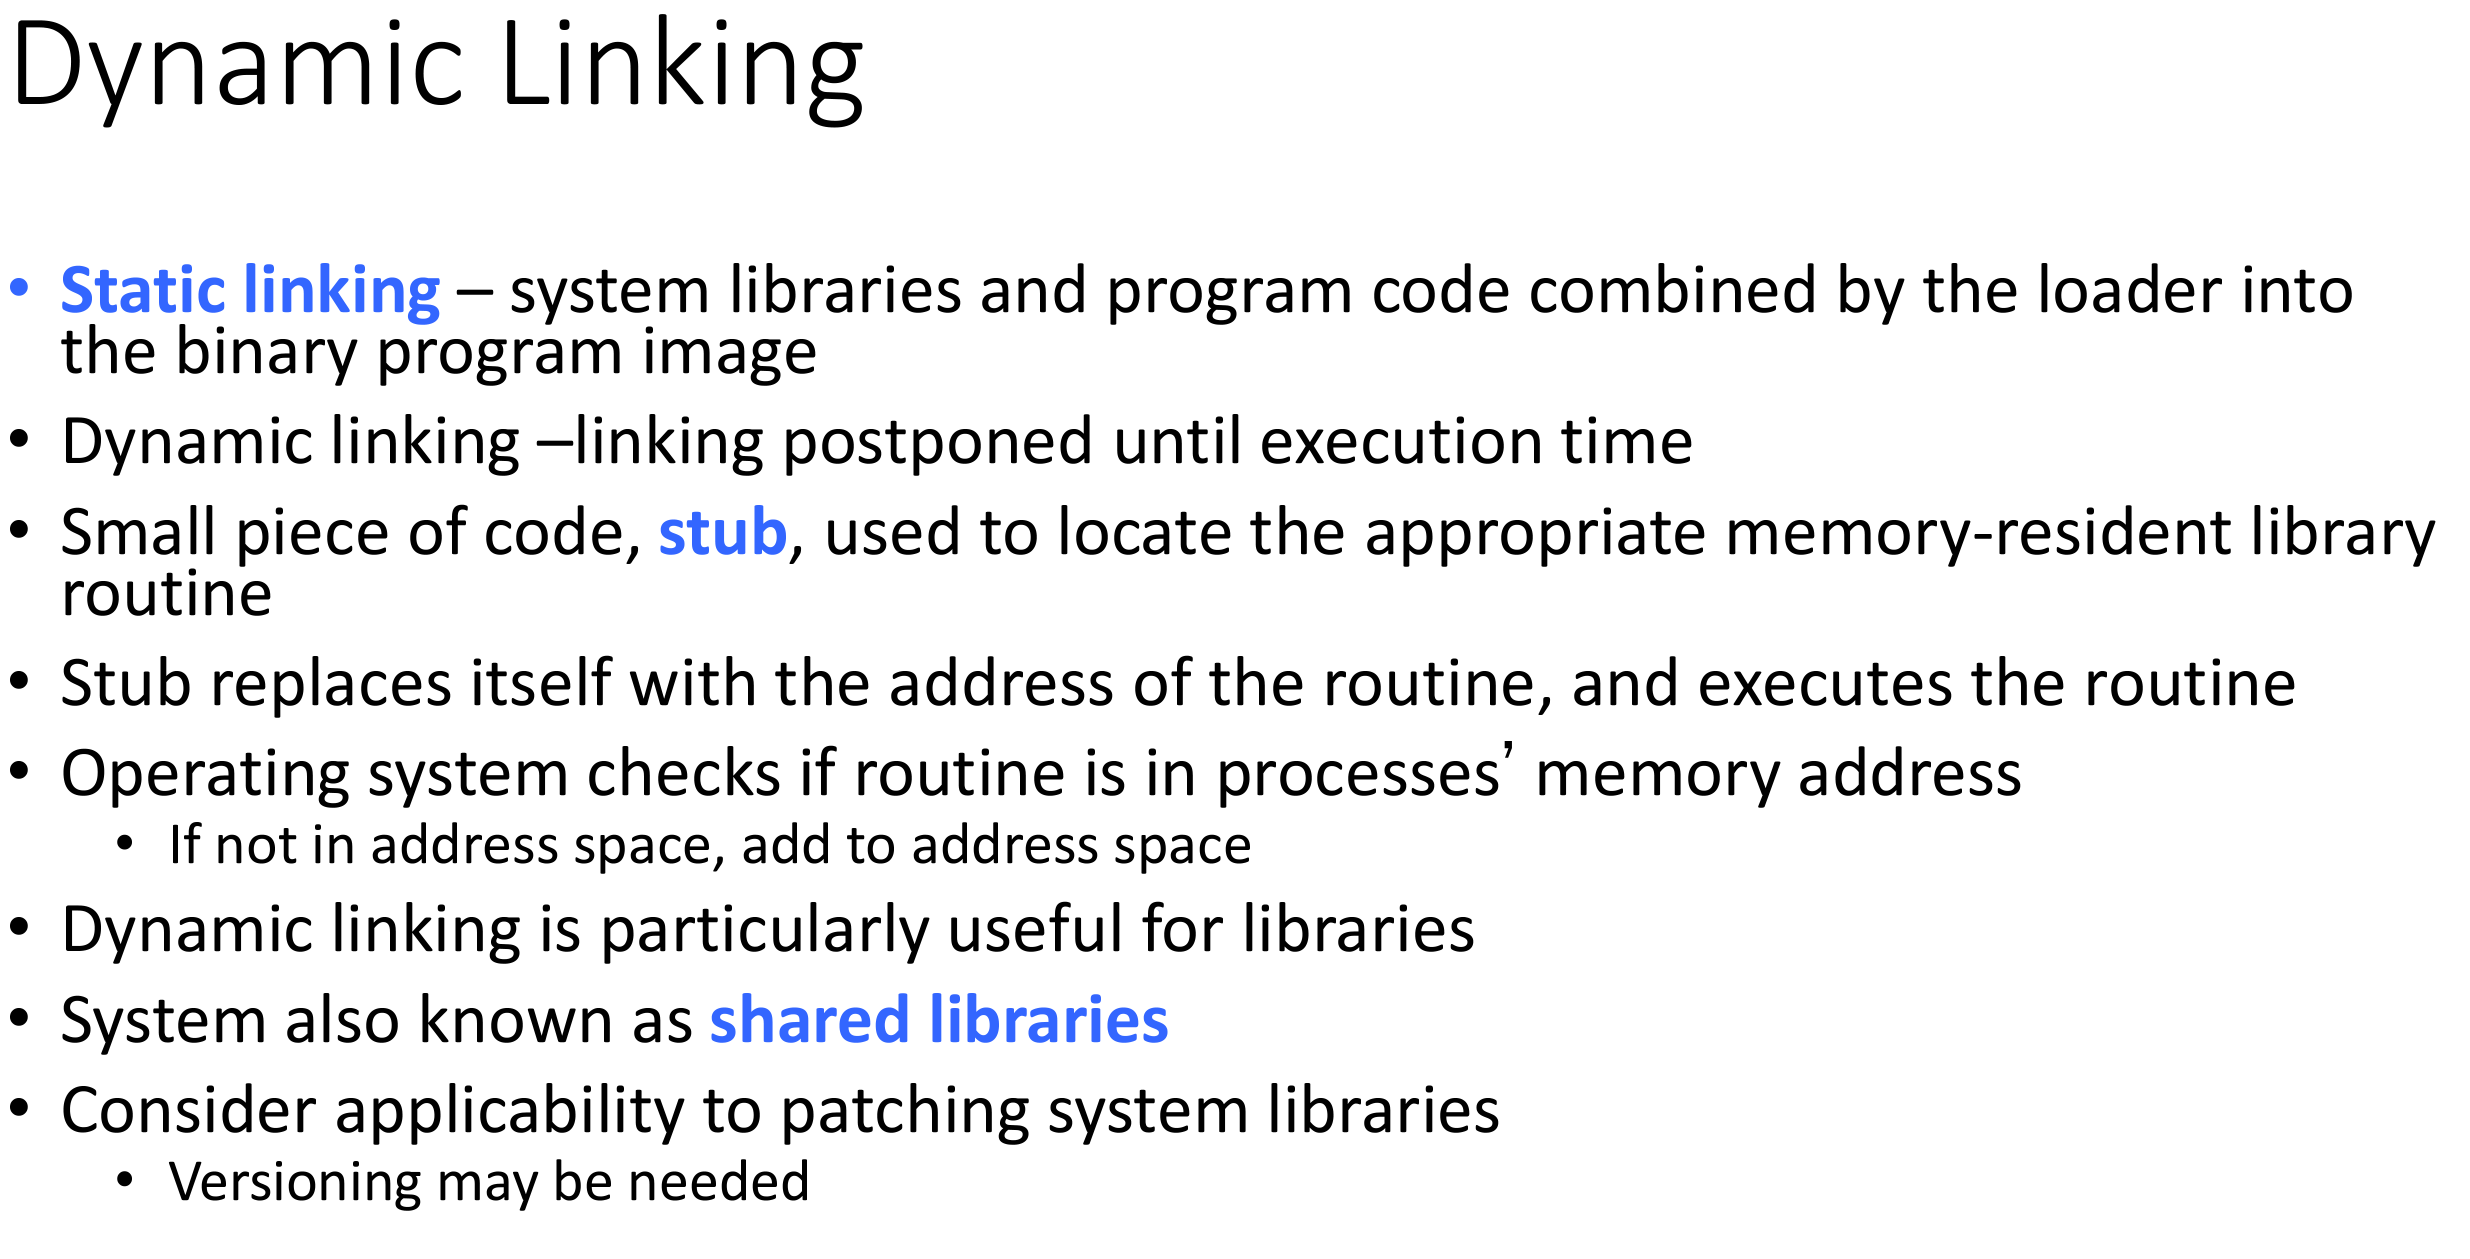 Dynamic Linking
• Static linking – system libraries and program code combined by the loader into
the binary program image
• Dynamic linking –linking postponed until execution time
• Small piece of code, stub, used to locate the appropriate memory-resident library
routine
• Stub replaces itself with the address of the routine, and executes the routine
• Operating system checks if routine is in processes’ memory address
• If not in address space, add to address space
• Dynamic linking is particularly useful for libraries
• System also known as shared libraries
• Consider applicability to patching system libraries
• Versioning may be needed